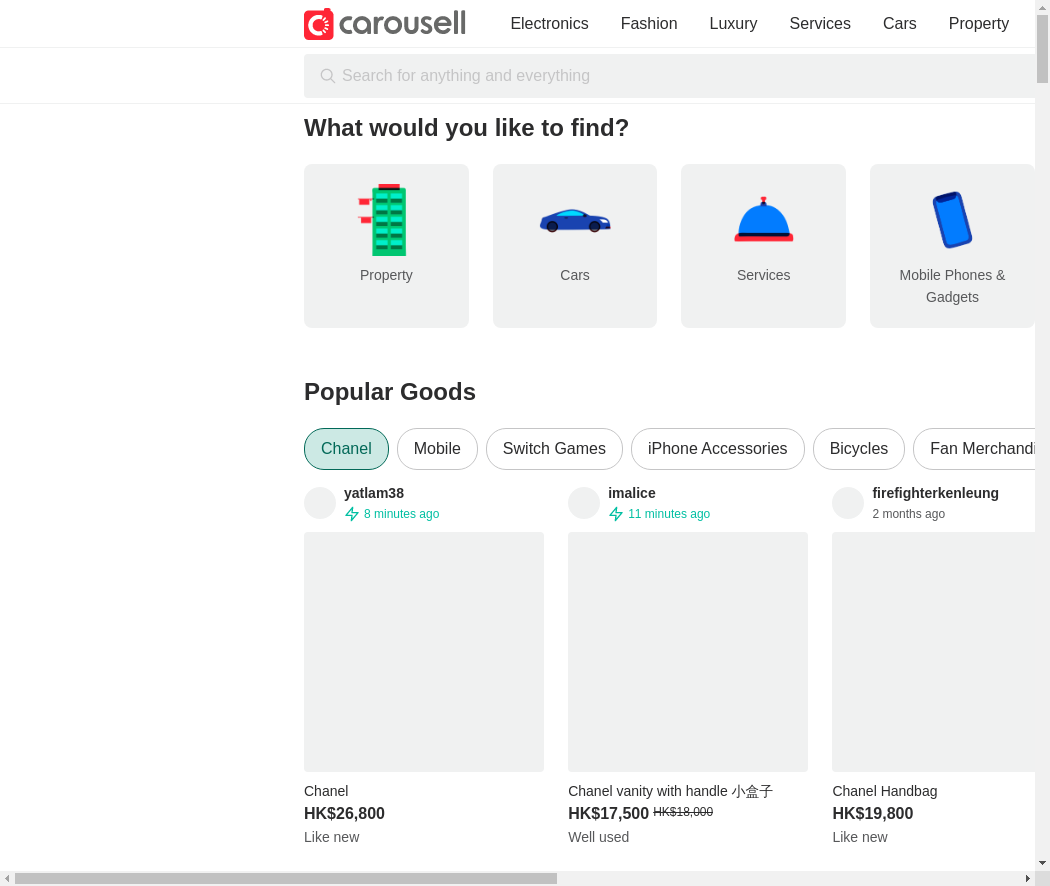 carousell
Electronics Fashion Luxury Services Cars Property
Search for anything and everything
What would you like to find?
Property
Cars
Services
Mobile Phones &
Gadgets
Popular Goods
Chanel
Mobile
Switch Games
iPhone Accessories
Bicycles
Fan Merchandi
yatlam38
8 minutes ago
imalice
11 minutes ago
firefighterkenleung
2 months ago
Chanel
HK$26,800
Like new
Chanel vanity with handle 小盒子
HK$17,500 HK$18,000
Well used
Chanel Handbag
HK$19,800
Like new